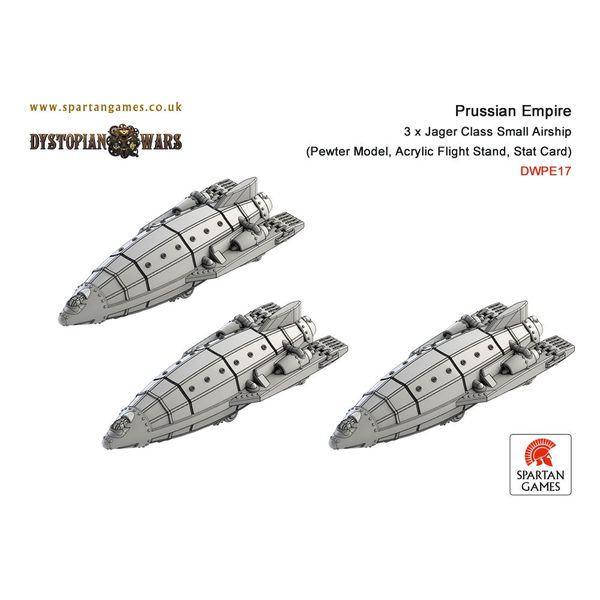 www.spartangames.co.uk
DYSTOPIAN WARS
Prussian Empire
3 x Jager Class Small Airship
(Pewter Model, Acrylic Flight Stand, Stat Card)
DWPE17
SPARTAN
GAMES